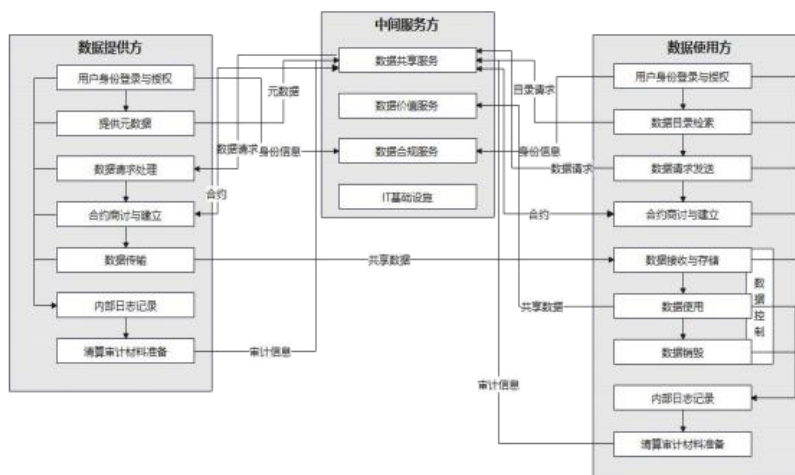 数据提供方
用户身份登录与授权
提供元数据
数据请求处理
合约商讨与建立
数据传输
内部日志记录
清算审计材料准备
元数据
数据请求
身份信息
合约
共享数据
审计信息
中间服务方
数据共享服务
数据价值服务
数据合规服务
IT基础设施
目录请求
身份信息
数据请求
合约
共享数据
审计信息
数据使用方
用户身份登录与授权
数据目录检索
数据请求发送
合约商讨与建立
数据接收与存储
数据使用
数据销毁
数据控制
内部日志记录
清算审计材料准备